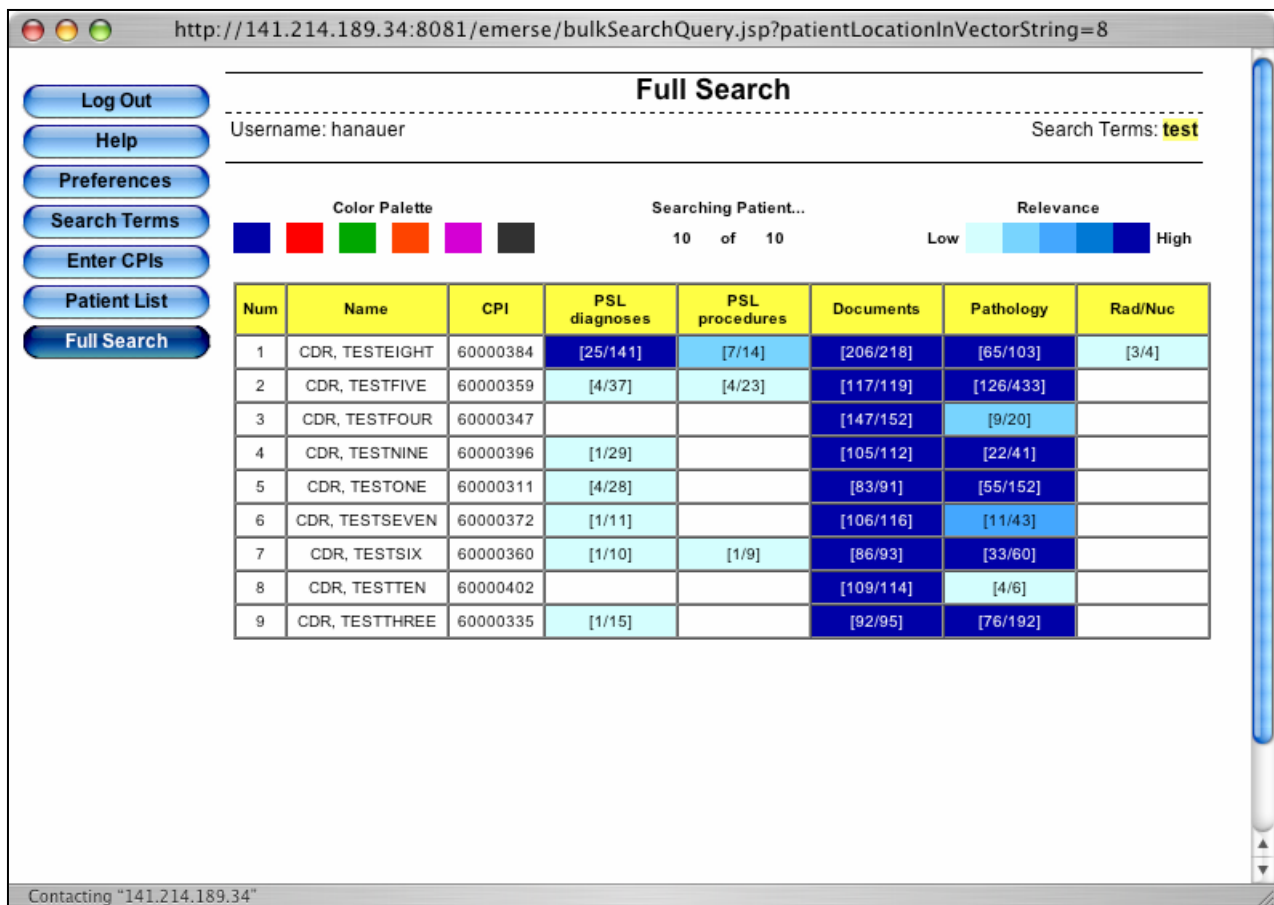 http://141.214.189.34:8081/emerse/bulkSearchQuery.jsp?patientLocationInVectorString=8
Log Out
Help
Preferences
Search Terms
Enter CPIs
Patient List
Full Search
Full Search
Username: hanauer Search Terms: test
Color Palette Searching Patient... Relevance
10 of 10 Low High
Num Name CPI PSL diagnoses PSL procedures Documents Pathology Rad/Nuc
1 CDR, TESTEIGHT 60000384 [25/141] [7/14] [206/218] [65/103] [3/4]
2 CDR, TESTFIVE 60000359 [4/37] [4/23] [117/119] [126/433]
3 CDR, TESTFOUR 60000347 [147/152] [9/20]
4 CDR, TESTNINE 60000396 [1/29] [105/112] [22/41]
5 CDR, TESTONE 60000311 [4/28] [83/91] [55/152]
6 CDR, TESTSEVEN 60000372 [1/11] [106/116] [11/43]
7 CDR, TESTSIX 60000360 [1/10] [1/9] [86/93] [33/60]
8 CDR, TESTTEN 60000402 [109/114] [4/6]
9 CDR, TESTTHREE 60000335 [1/15] [92/95] [76/192]
Contacting "141.214.189.34"